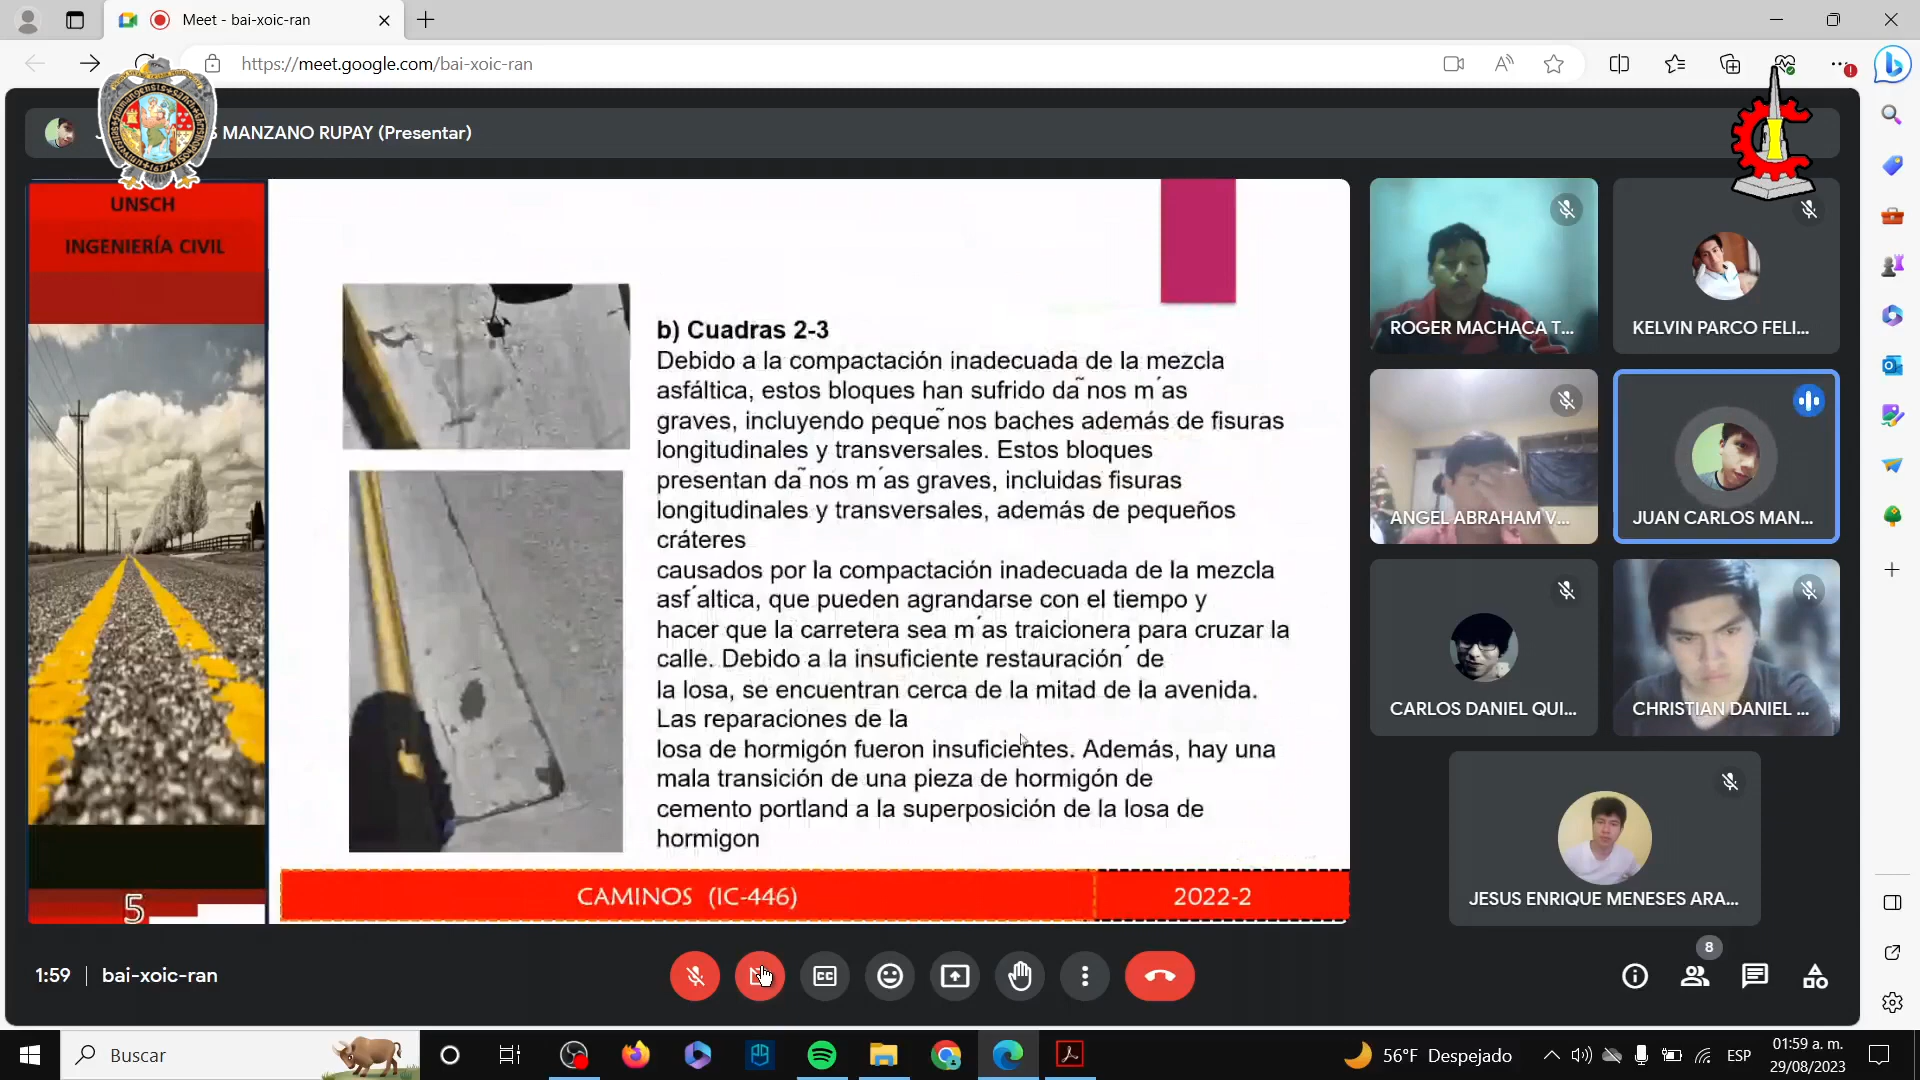 Meet - bai-xoic-ran
https://meet.google.com/bai-xoic-ran
MANZANO RUPAY (Presentar)
UNSCH
INGENIERÍA CIVIL
b) Cuadras 2-3
Debido a la compactación inadecuada de la mezcla
asfáltica, estos bloques han sufrido da˜nos m´as
graves, incluyendo peque˜nos baches además de fisuras
longitudinales y transversales. Estos bloques
presentan da˜nos m´as graves, incluidas fisuras
longitudinales y transversales, además de pequeños
cráteres
causados por la compactación inadecuada de la mezcla
asf´altica, que pueden agrandarse con el tiempo y
hacer que la carretera sea m´as traicionera para cruzar la
calle. Debido a la insuficiente restauración´ de
la losa, se encuentran cerca de la mitad de la avenida.
Las reparaciones de la
losa de hormigón fueron insuficientes. Además, hay una
mala transición de una pieza de hormigón de
cemento portland a la superposición de la losa de
hormigon
CAMINOS (IC-446)
2022-2
5
ROGER MACHACA T...
KELVIN PARCO FELI...
ANGEL ABRAHAM V...
JUAN CARLOS MAN...
CARLOS DANIEL QUI...
CHRISTIAN DANIEL ...
JESUS ENRIQUE MENESES ARA...
1:59 | bai-xoic-ran
8
Buscar
56°F Despejado
ESP
01:59 a. m.
29/08/2023